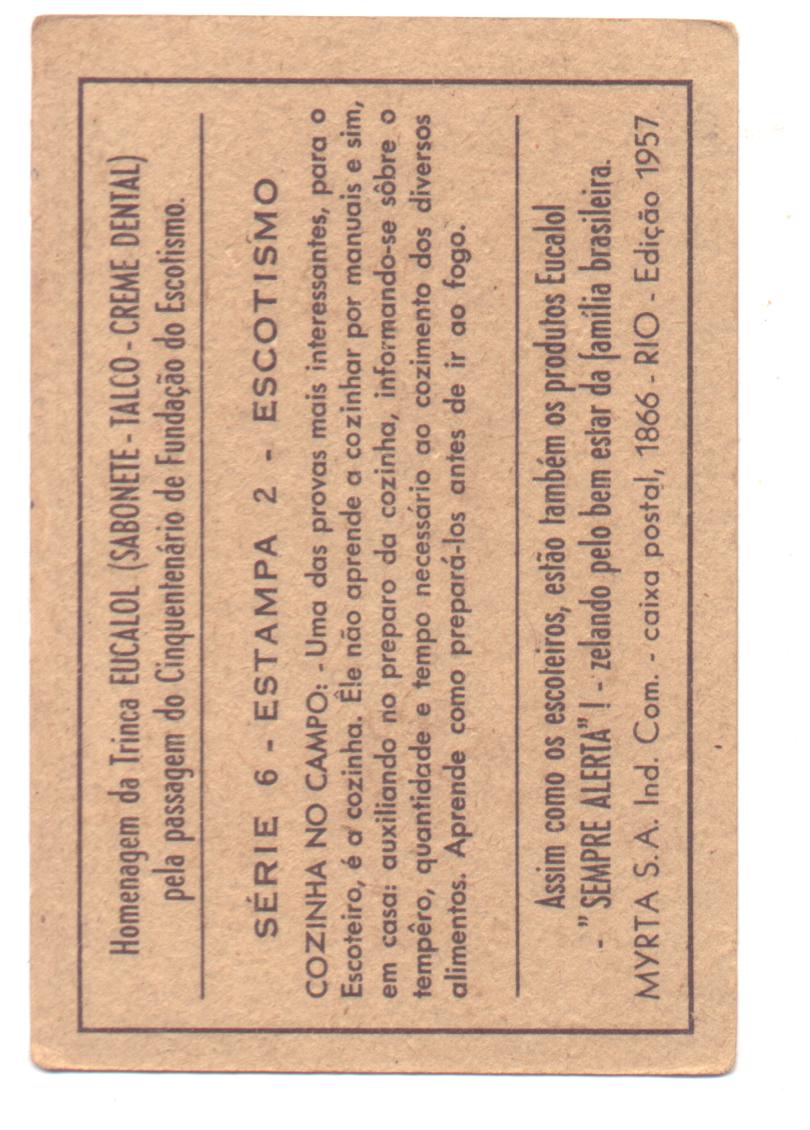 Homenagem da Trinca EUCALOL (SABONETE - TALCO - CREME DENTAL)
pela passagem do Cinquentenário de Fundação do Escotismo.
SÉRIE 6 - ESTAMPA 2 - ESCOTISMO
COZINHA NO CAMPO: - Uma das provas mais interessantes, para o
Escoteiro, é a cozinha. Êle não aprende a cozinhar por manuais e sim,
em casa: auxiliando no preparo da cozinha, informando-se sôbre o
tempêro, quantidade e tempo necessário ao cozimento dos diversos
alimentos. Aprende como prepará-los antes de ir ao fogo.
Assim como os escoteiros, estão também os produtos Eucalol
- "SEMPRE ALERTA" ! - zelando pelo bem estar da família brasileira.
MYRTA S. A. Ind. Com. - caixa postal, 1866 - RIO - Edição 1957